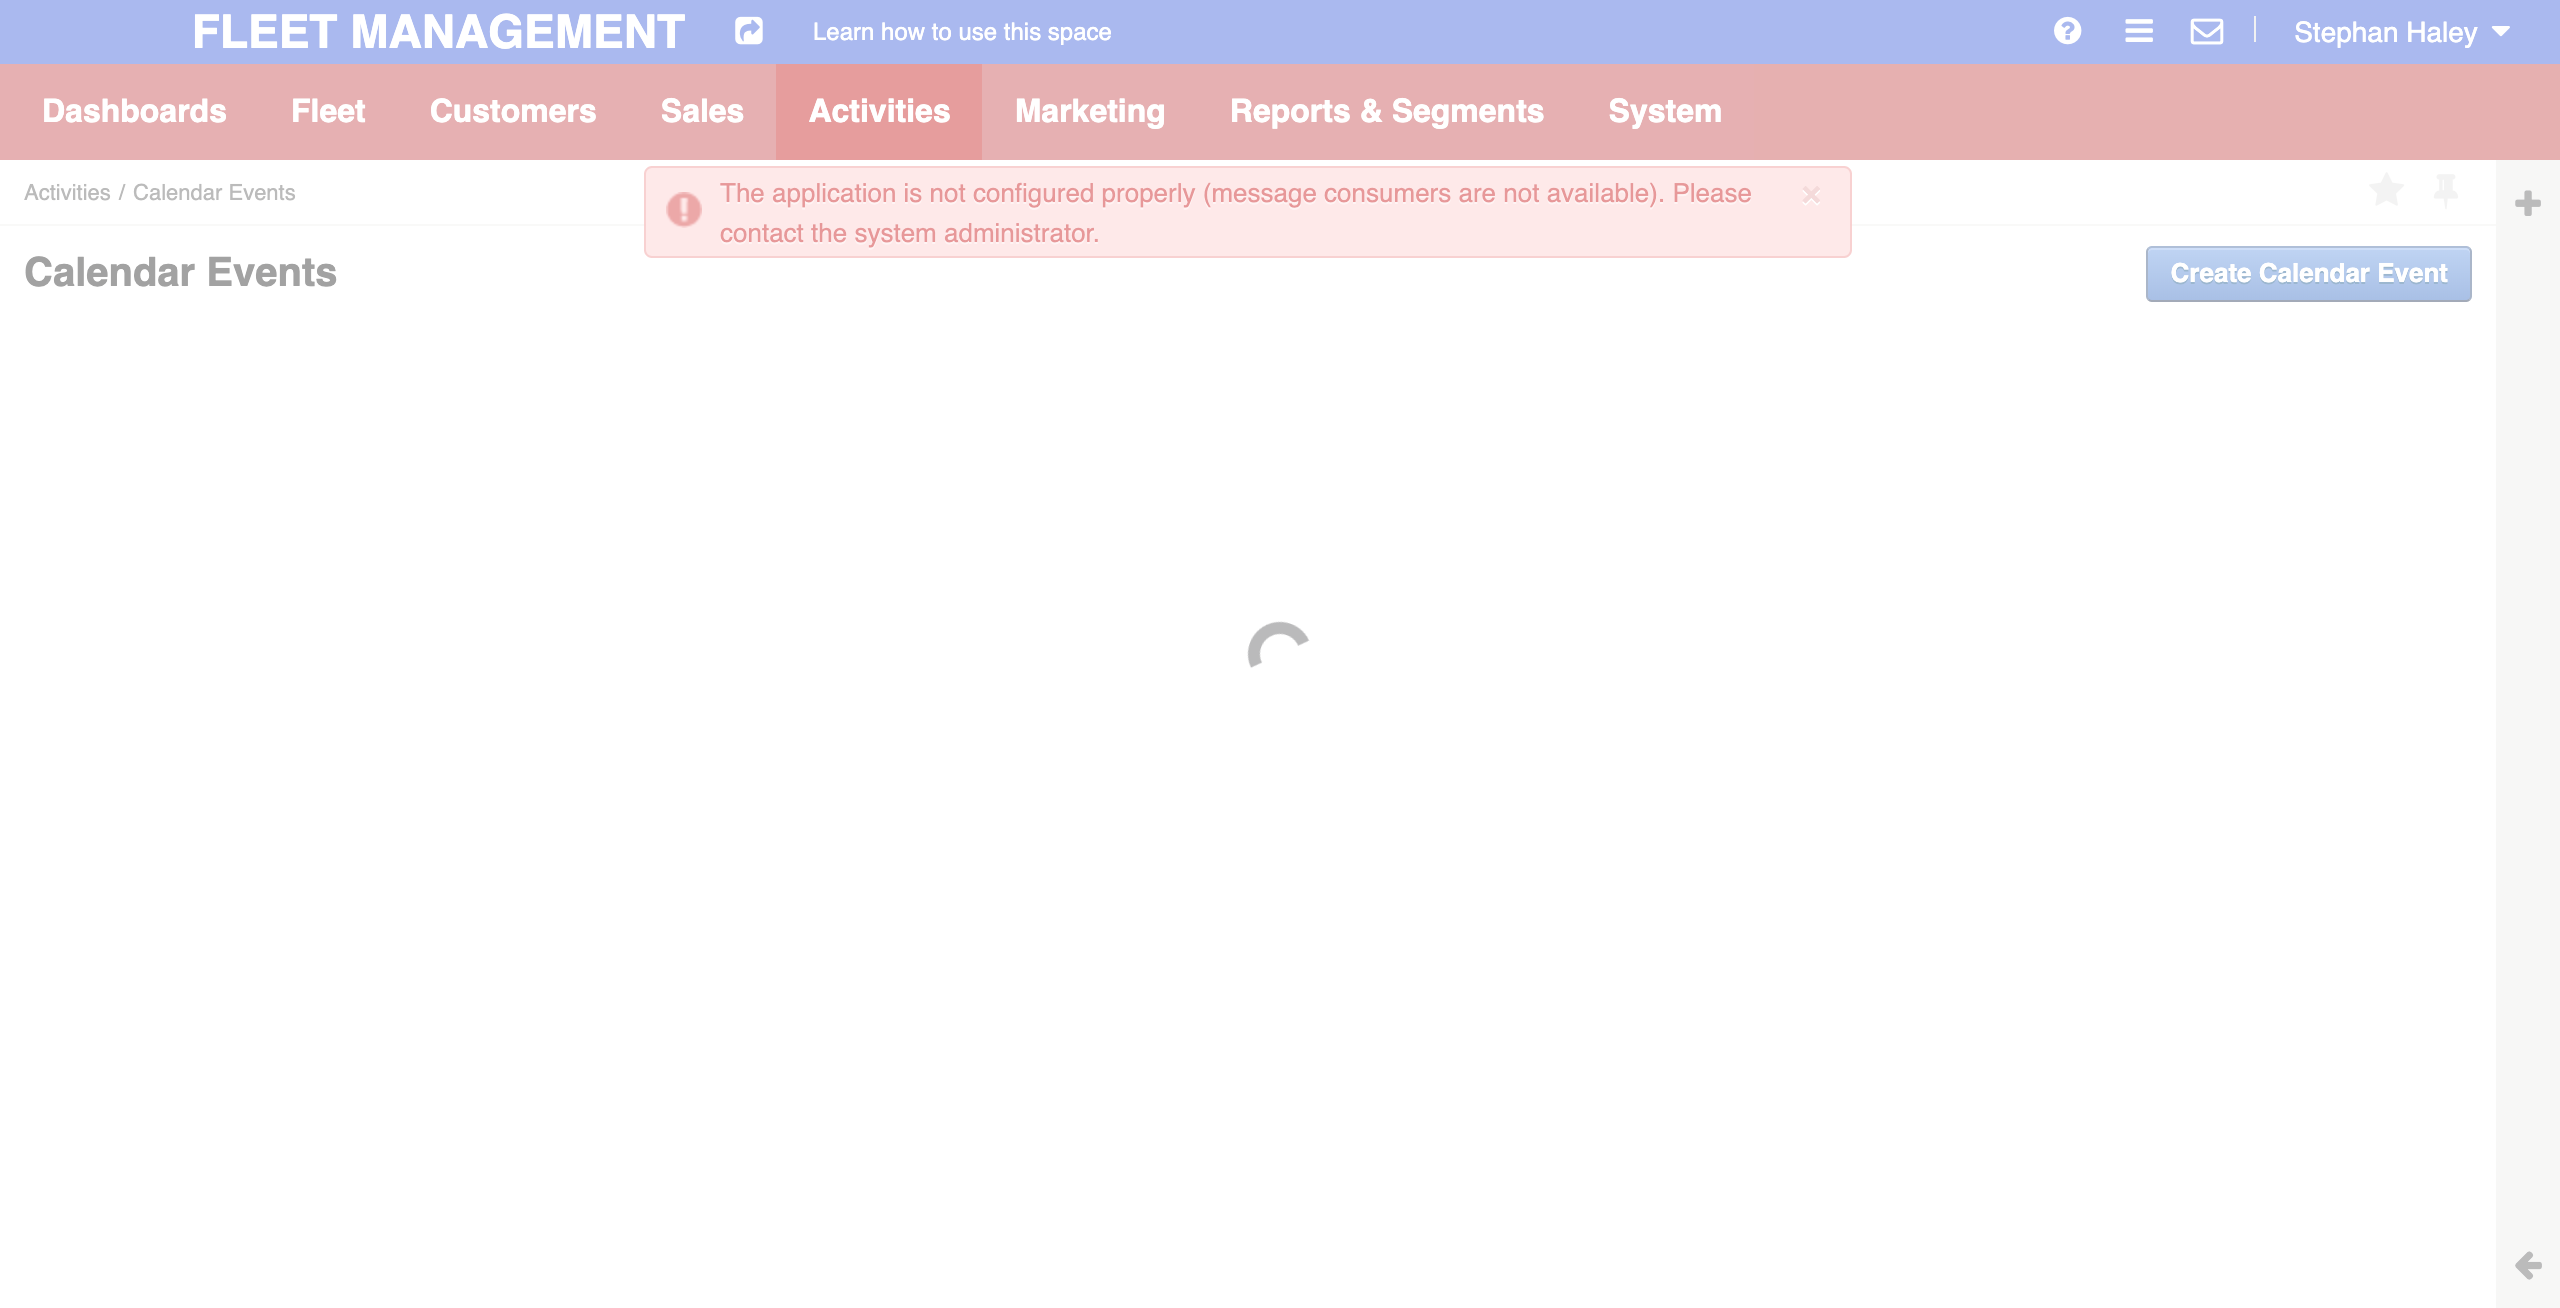 FLEET MANAGEMENT
Learn how to use this space
Stephan Haley
Dashboards
Fleet
Customers
Sales
Activities
Marketing
Reports & Segments
System
Activities / Calendar Events
The application is not configured properly (message consumers are not available). Please
contact the system administrator.
Calendar Events
Create Calendar Event